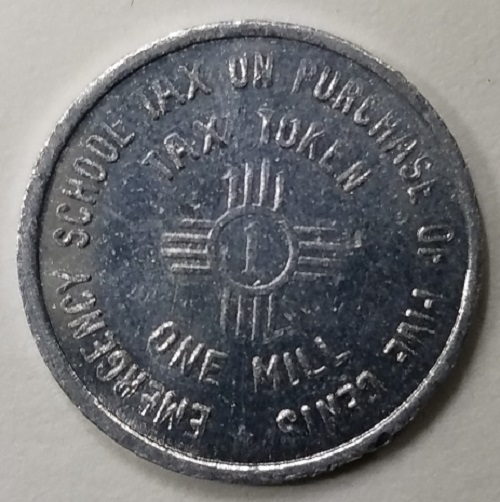 EMERGENCY SCHOOL TAX ON PURCHASE OF FIVE CENTS
TAX TOKEN
1
ONE MILL